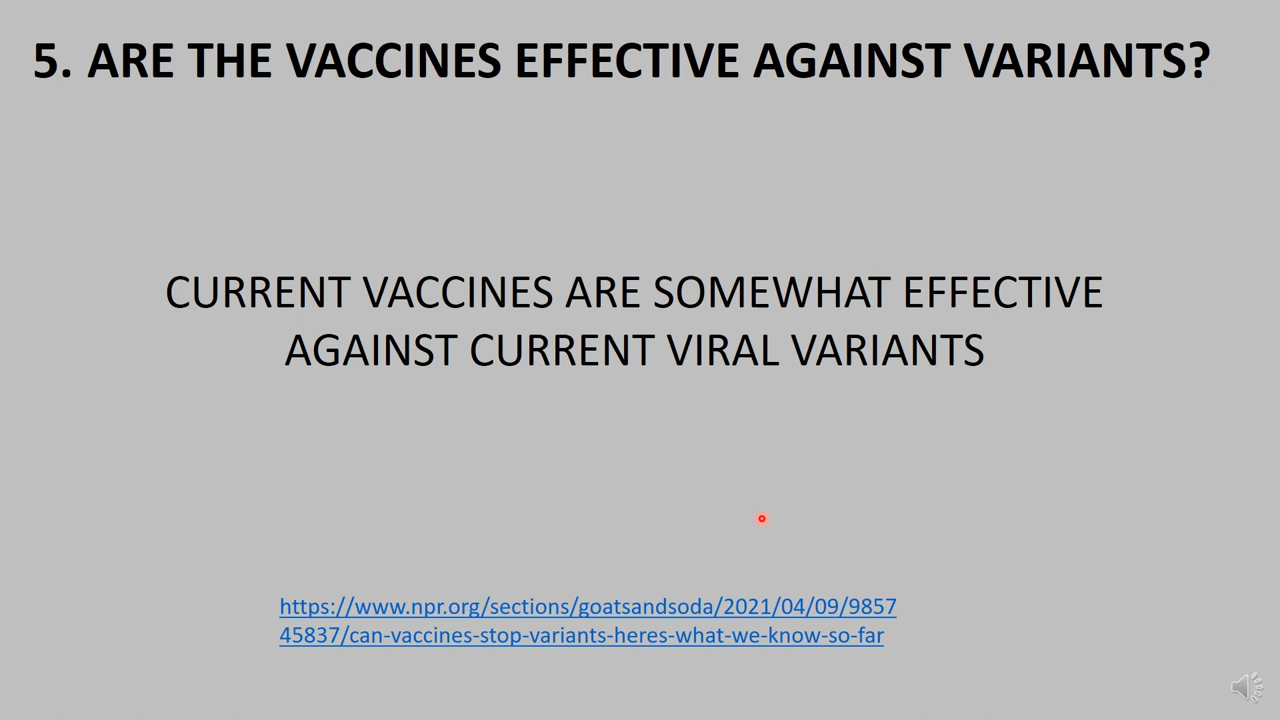 5. ARE THE VACCINES EFFECTIVE AGAINST VARIANTS?
CURRENT VACCINES ARE SOMEWHAT EFFECTIVE
AGAINST CURRENT VIRAL VARIANTS
https://www.npr.org/sections/goatsandsoda/2021/04/09/9857
45837/can-vaccines-stop-variants-heres-what-we-know-so-far